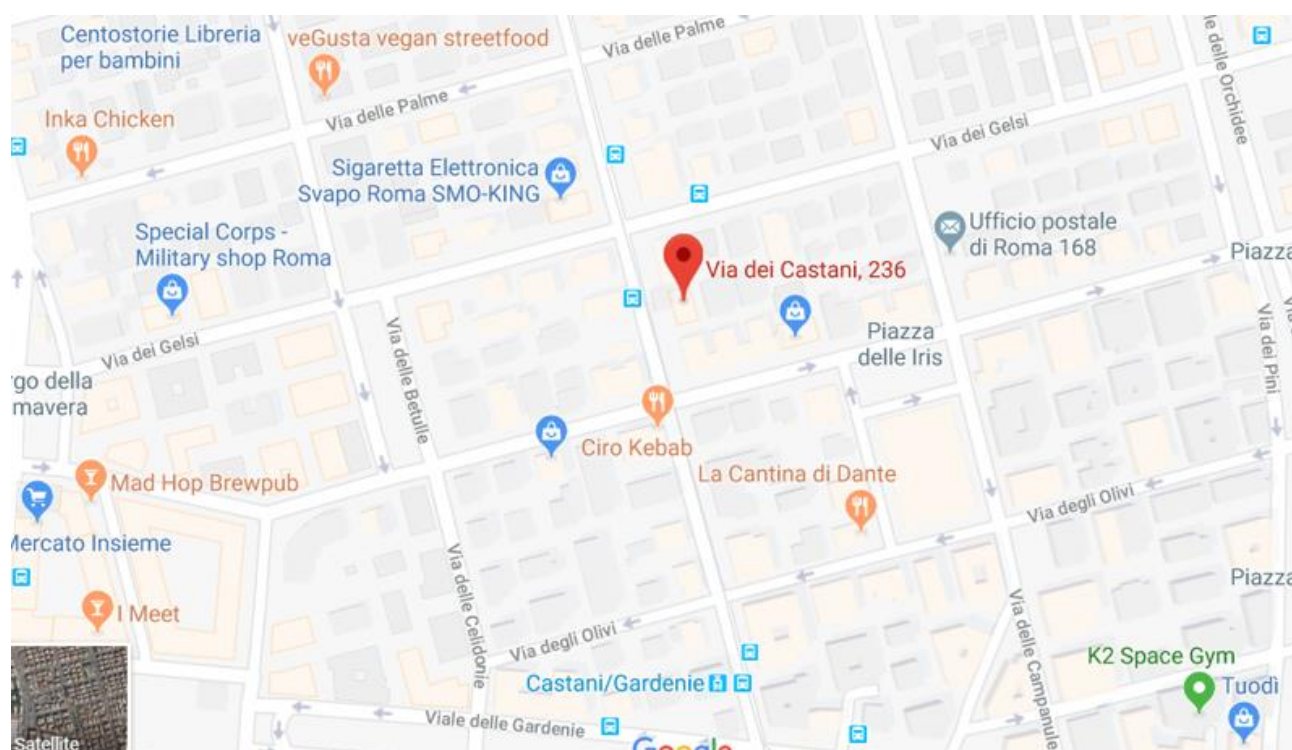 Centostorie Libreria
per bambini
veGusta vegan streetfood
Via delle Palme
delle Orchidee
Inka Chicken
Via delle Palme
Via dei Gelsi
Sigaretta Elettronica
Svapo Roma SMO-KING
Special Corps -
Military shop Roma
Ufficio postale
di Roma 168
Piazza
Via dei Castani, 236
Via dei Gelsi
Via delle Betulle
Piazza
delle Iris
Via dei Pini
rgo della
mavera
Ciro Kebab
Mad Hop Brewpub
La Cantina di Dante
Via degli Olivi
Mercato Insieme
Via delle Celidonie
Piazza
I Meet
Via degli Olivi
Via delle Campanule
K2 Space Gym
Castani/Gardenie
Tuodì
Viale delle Gardenie
Satellite
Google